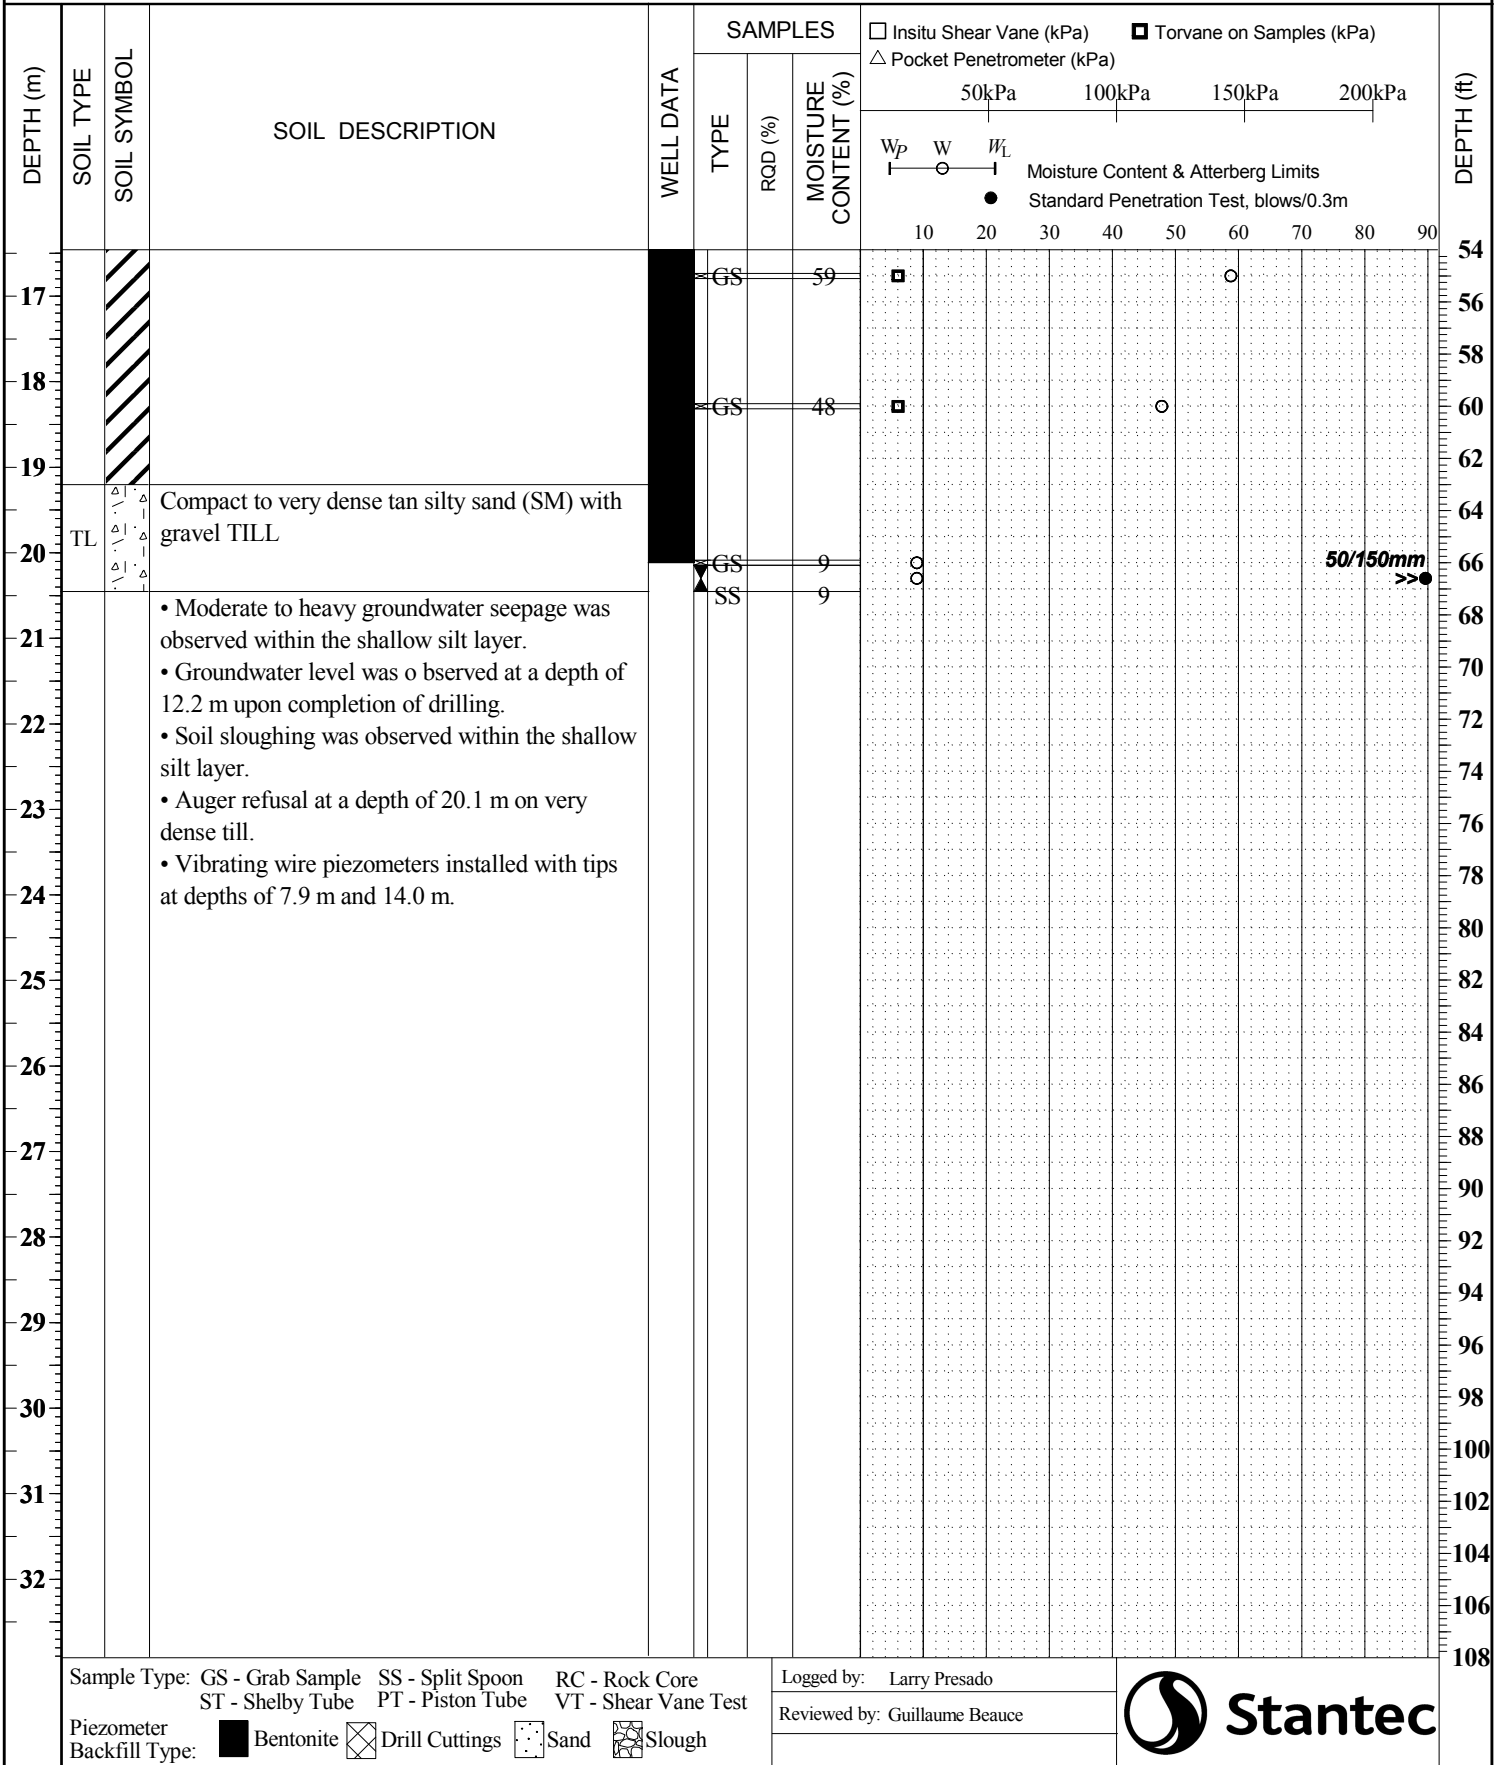 DEPTH (m)
SOIL TYPE
SOIL SYMBOL
SOIL DESCRIPTION
WELL DATA
SAMPLES
TYPE
RQD (%)
MOISTURE
CONTENT (%)
Insitu Shear Vane (kPa) Torvane on Samples (kPa)
Pocket Penetrometer (kPa)
50kPa 100kPa 150kPa 200kPa
WP W WL
Moisture Content & Atterberg Limits
Standard Penetration Test, blows/0.3m
10 20 30 40 50 60 70 80 90
DEPTH (ft)
54
GS 59
17
56
58
18
GS 48
60
19
62
Compact to very dense tan silty sand (SM) with
gravel TILL
TL
64
20
GS 9
50/150mm
66
>>
SS 9
• Moderate to heavy groundwater seepage was
observed within the shallow silt layer.
68
21
• Groundwater level was o bserved at a depth of
12.2 m upon completion of drilling.
70
22
72
• Soil sloughing was observed within the shallow
silt layer.
74
23
• Auger refusal at a depth of 20.1 m on very
dense till.
76
• Vibrating wire piezometers installed with tips
at depths of 7.9 m and 14.0 m.
78
24
80
25
82
84
26
86
27
88
90
28
92
94
29
96
30
98
100
31
102
104
32
106
108
Sample Type: GS - Grab Sample SS - Split Spoon RC - Rock Core
ST - Shelby Tube PT - Piston Tube VT - Shear Vane Test
Piezometer
Backfill Type: Bentonite Drill Cuttings Sand Slough
Logged by: Larry Presado
Reviewed by: Guillaume Beauce
Stantec